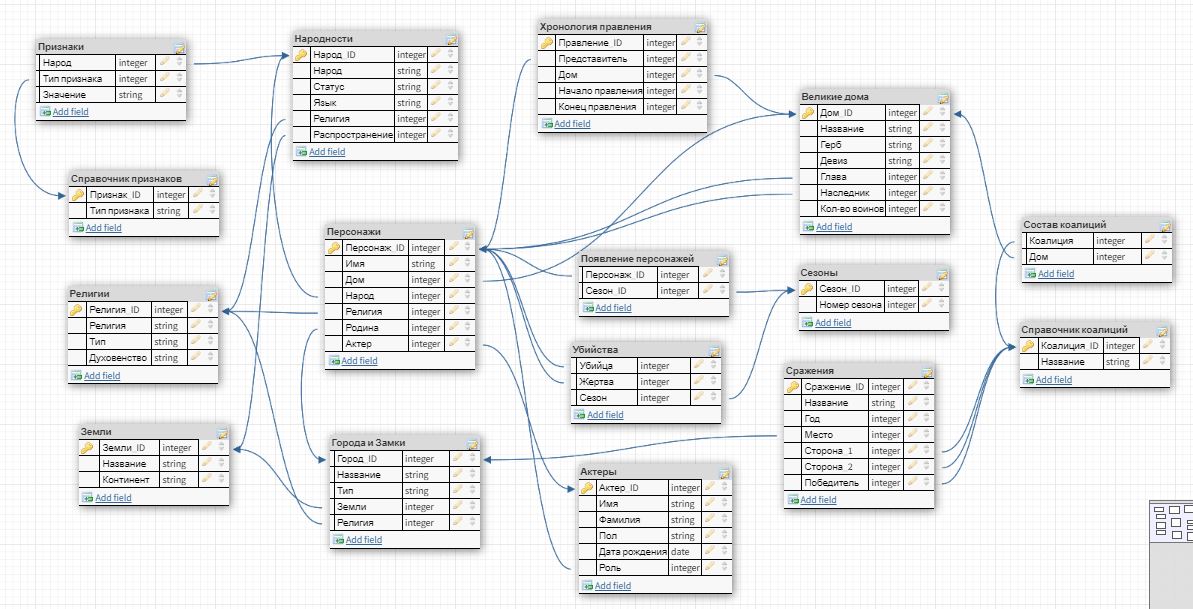 Признаки
Народ integer
Тип признака integer
Значение string
Add field
Справочник признаков
Признак_ID integer
Тип признака string
Add field
Религии
Религия_ID integer
Религия string
Тип string
Духовенство string
Add field
Земли
Земли_ID integer
Название string
Континент string
Add field
Народности
Народ_ID integer
Народ string
Статус string
Язык string
Религия integer
Распространение integer
Add field
Персонажи
Персонаж_ID integer
Имя string
Дом integer
Народ integer
Религия integer
Родина integer
Актер integer
Add field
Города и Замки
Город_ID integer
Название string
Тип string
Земли integer
Религия integer
Add field
Хронология правления
Правление_ID integer
Представитель integer
Дом integer
Начало правления integer
Конец правления integer
Add field
Появление персонажей
Персонаж_ID integer
Сезон_ID integer
Add field
Убийства
Убийца integer
Жертва integer
Сезон integer
Add field
Актеры
Актер_ID integer
Имя string
Фамилия string
Пол string
Дата рождения date
Роль integer
Add field
Великие дома
Дом_ID integer
Название string
Герб string
Девиз string
Глава integer
Наследник integer
Кол-во воинов integer
Add field
Сезоны
Сезон_ID integer
Номер сезона integer
Add field
Сражения
Сражение_ID integer
Название string
Год integer
Место integer
Сторона_1 integer
Сторона_2 integer
Победитель integer
Add field
Состав коалиций
Коалиция integer
Дом integer
Add field
Справочник коалиций
Коалиция_ID integer
Название string
Add field